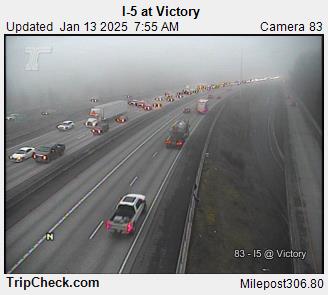 I-5 at Victory
Updated Jan 13 2025 7:55 AM Camera 83
N
83 - I5 @ Victory
TripCheck.com Milepost306.80